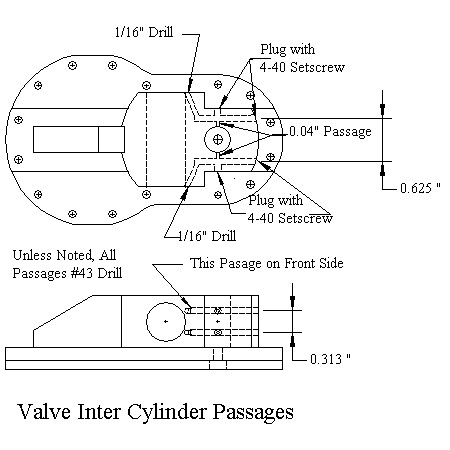 1/16" Drill
Plug with
4-40 Setscrew
0.04" Passage
0.625 "
Plug with
4-40 Setscrew
1/16" Drill
Unless Noted, All
Passages #43 Drill
This Pasage on Front Side
0.313 "
Valve Inter Cylinder Passages